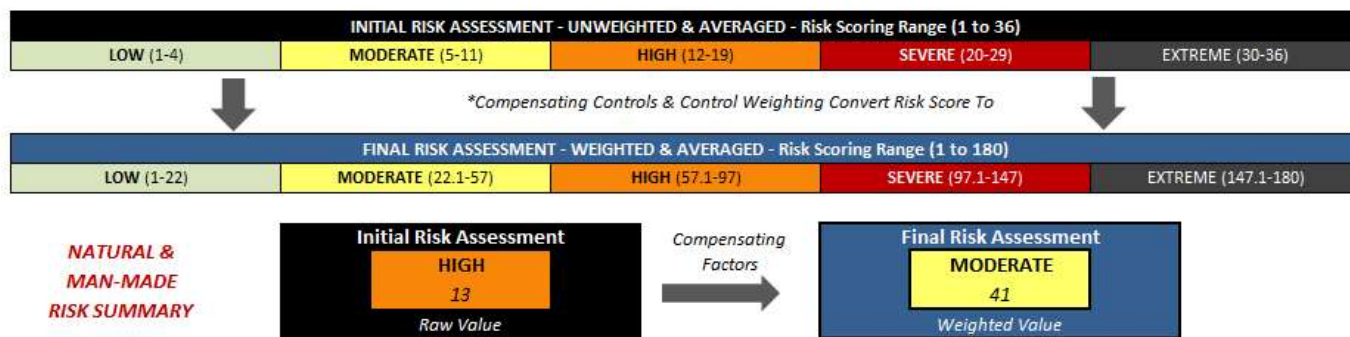 INITIAL RISK ASSESSMENT - UNWEIGHTED & AVERAGED - Risk Scoring Range (1 to 36)
LOW (1-4) MODERATE (5-11) HIGH (12-19) SEVERE (20-29) EXTREME (30-36)
*Compensating Controls & Control Weighting Convert Risk Score To
FINAL RISK ASSESSMENT - WEIGHTED & AVERAGED - Risk Scoring Range (1 to 180)
LOW (1-22) MODERATE (22.1-57) HIGH (57.1-97) SEVERE (97.1-147) EXTREME (147.1-180)
NATURAL &
MAN-MADE
RISK SUMMARY
Initial Risk Assessment
HIGH
13
Raw Value
Compensating
Factors
Final Risk Assessment
MODERATE
41
Weighted Value